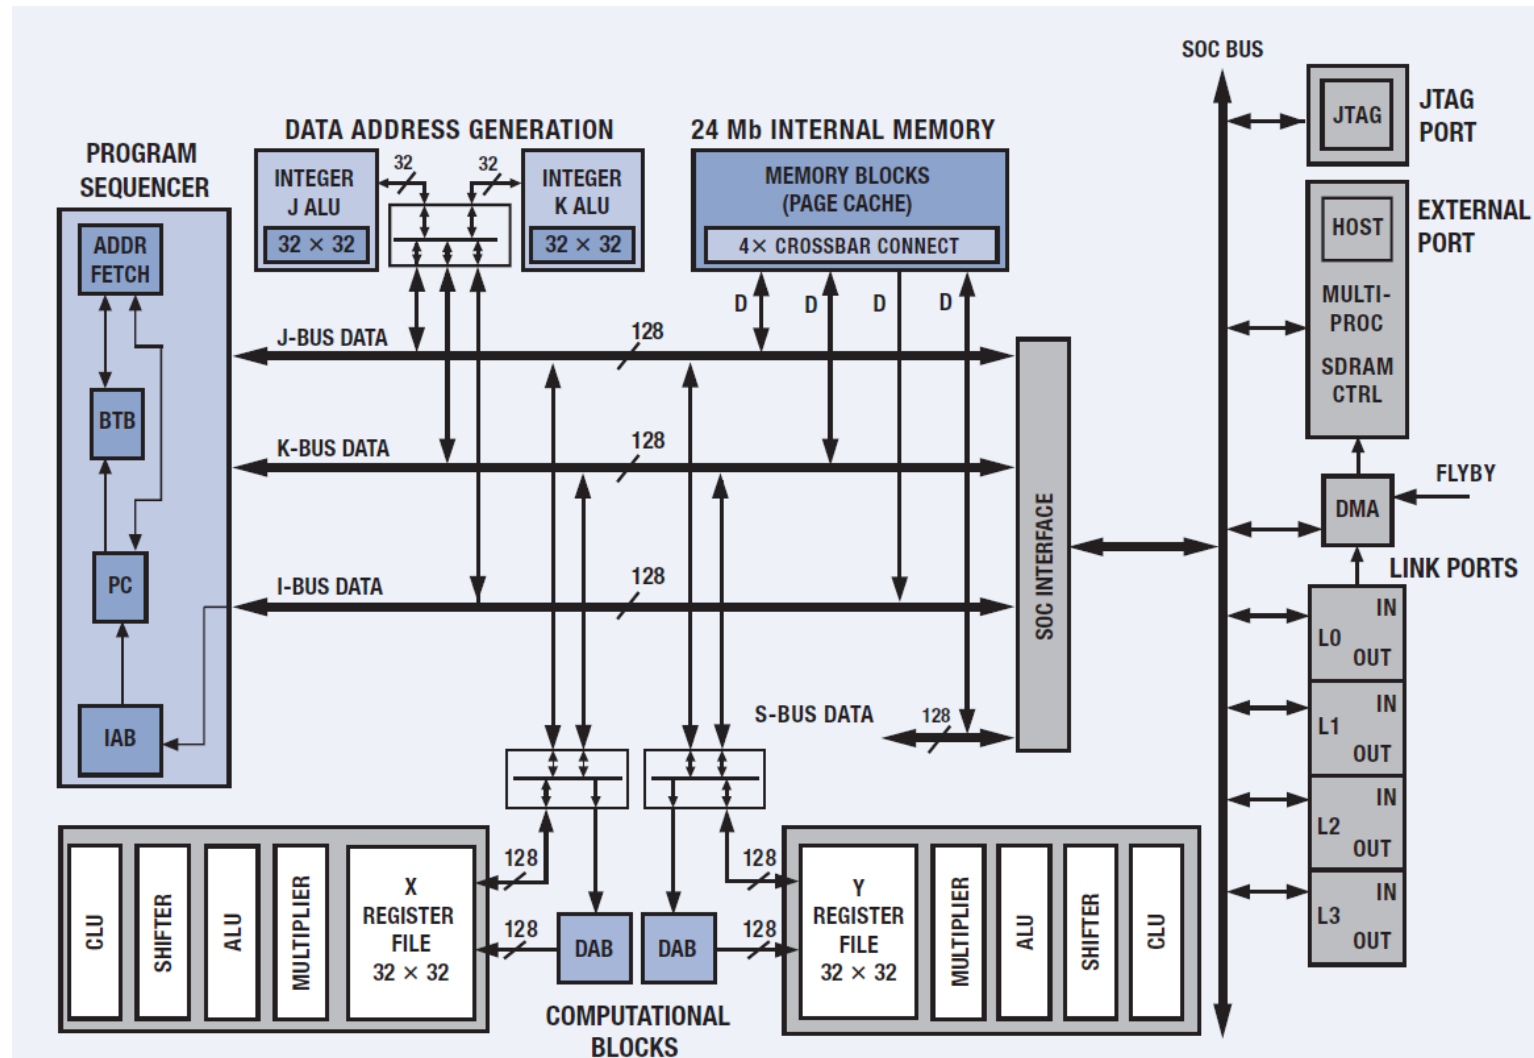 SOC BUS
JTAG
JTAG
PORT
DATA ADDRESS GENERATION
24 Mb INTERNAL MEMORY
PROGRAM
SEQUENCER
INTEGER
J ALU
32 × 32
32
32
INTEGER
K ALU
32 × 32
MEMORY BLOCKS
(PAGE CACHE)
4× CROSSBAR CONNECT
HOST
MULTI-
PROC
SDRAM
CTRL
EXTERNAL
PORT
ADDR
FETCH
BTB
PC
IAB
D
D
D
D
J-BUS DATA
128
K-BUS DATA
128
I-BUS DATA
128
S-BUS DATA
128
SOC INTERFACE
FLYBY
DMA
LINK PORTS
IN
L0
OUT
IN
L1
OUT
IN
L2
OUT
IN
L3
OUT
CLU
SHIFTER
ALU
MULTIPLIER
X
REGISTER
FILE
32 × 32
128
128
DAB
DAB
128
128
Y
REGISTER
FILE
32 × 32
MULTIPLIER
ALU
SHIFTER
CLU
COMPUTATIONAL
BLOCKS